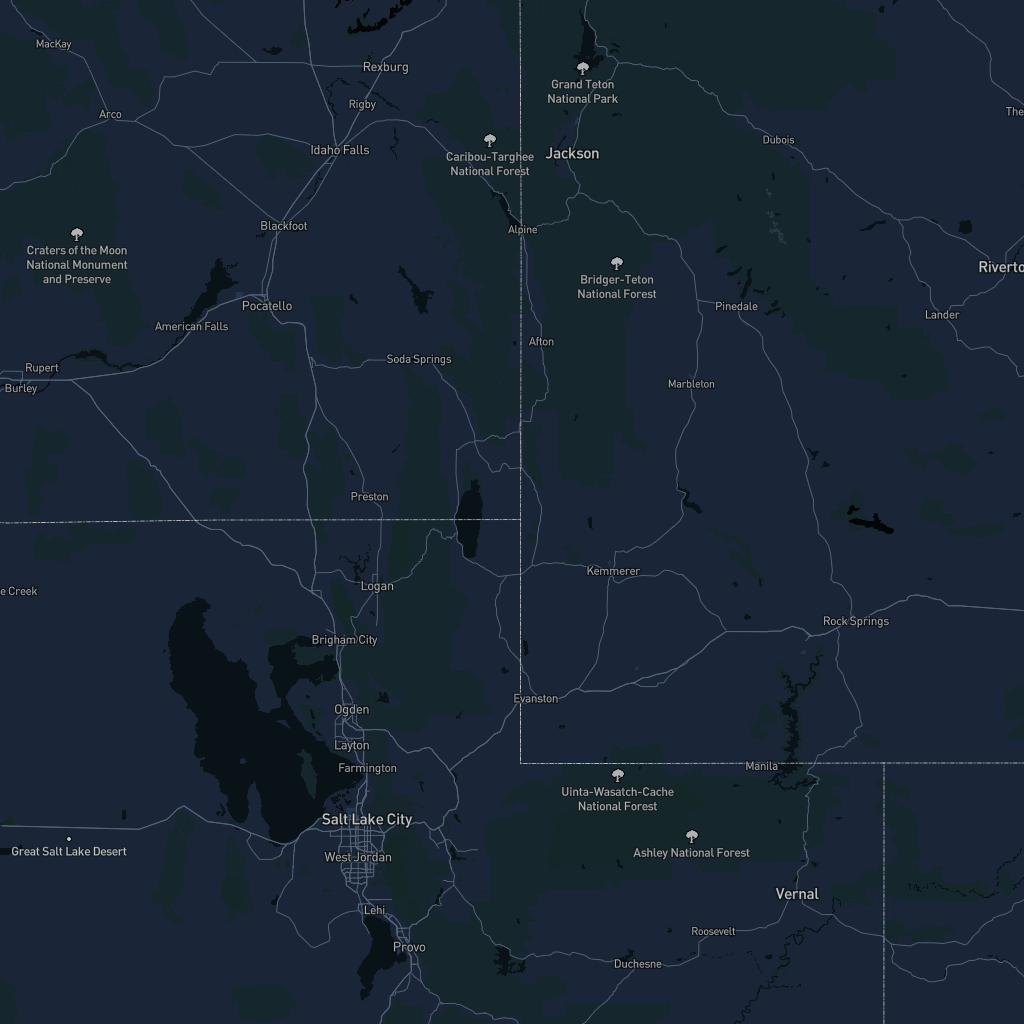 MacKay
Rexburg
Grand Teton
National Park
Rigby
Arco
The
Dubois
Idaho Falls
Jackson
Caribou-Targhee
National Forest
Blackfoot
Alpine
Craters of the Moon
National Monument
and Preserve
Riverto
Bridger-Teton
National Forest
Pocatello
Pinedale
Lander
American Falls
Afton
Soda Springs
Rupert
Burley
Marbleton
Preston
Kemmerer
Logan
e Creek
Rock Springs
Brigham City
Evanston
Ogden
Layton
Farmington
Manila
Uinta-Wasatch-Cache
National Forest
Salt Lake City
Great Salt Lake Desert
Ashley National Forest
West Jordan
Vernal
Lehi
Roosevelt
Provo
Duchesne